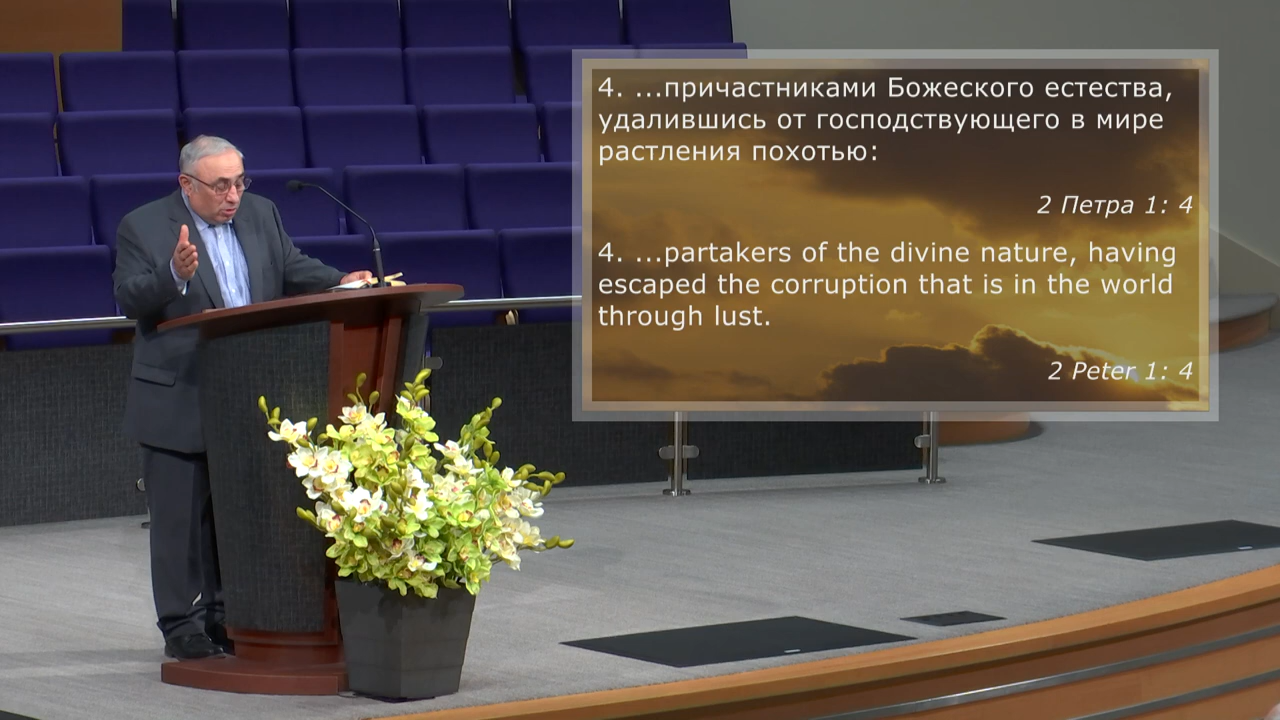 4. ...причастниками Божеского естества,
удалившись от господствующего в мире
растления похотью:
2 Петра 1: 4
4. ...partakers of the divine nature, having
escaped the corruption that is in the world
through lust.
2 Peter 1: 4